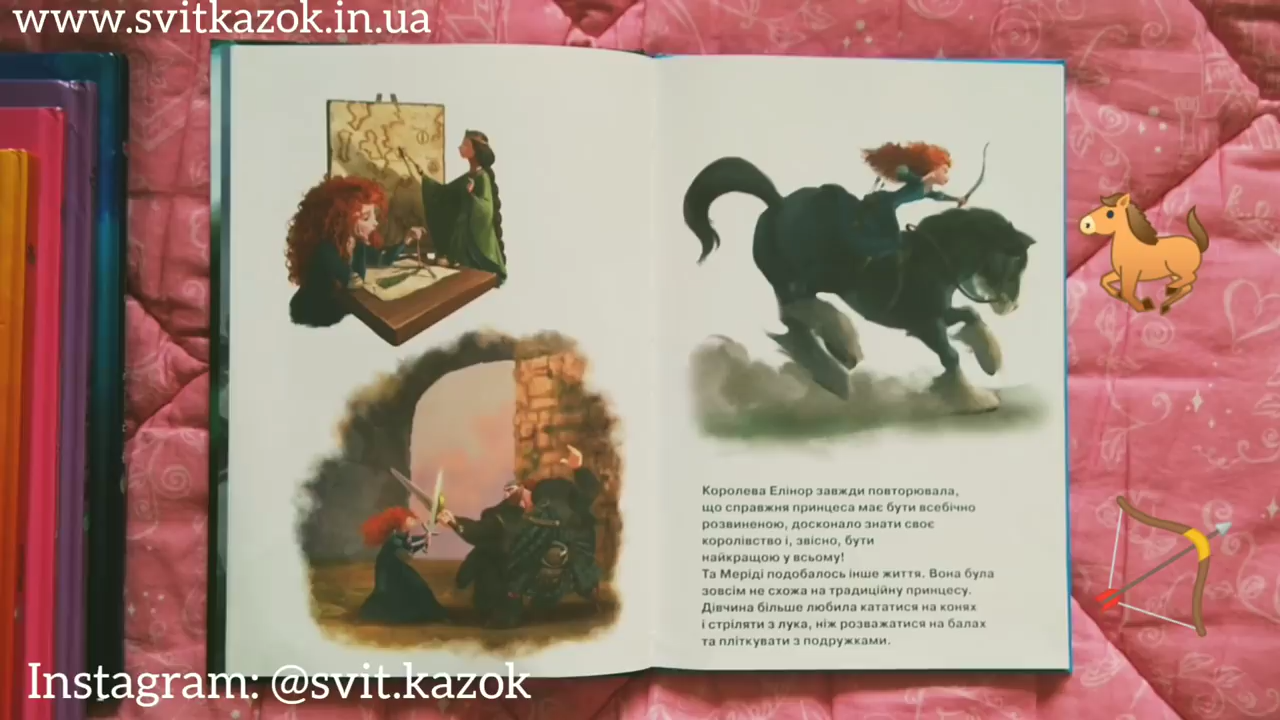 www.svitkazok.in.ua
Королева Елінор завжди повторювала,
що справжня принцеса має бути всебічно
розвиненою, досконало знати своє
королівство і, звісно, бути
найкращою у всьому!
Та Меріді подобалось інше життя. Вона була
зовсім не схожа на традиційну принцесу.
Дівчина більше любила кататися на конях
і стріляти з лука, ніж розважатися на балах
та пліткувати з подружками.
Instagram: @svit.kazok